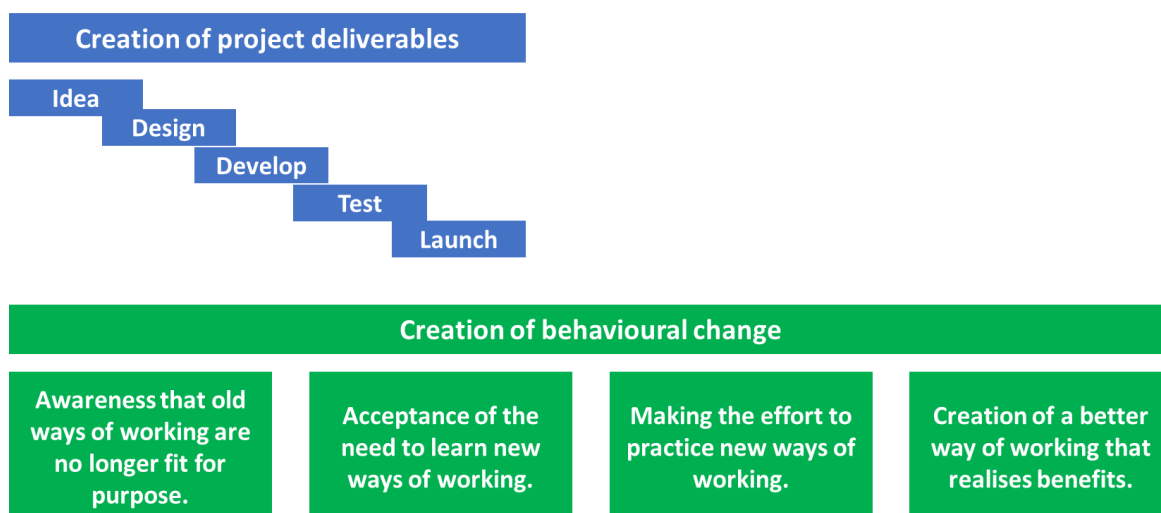 Creation of project deliverables
Idea
Design
Develop
Test
Launch
Creation of behavioural change
Awareness that old
ways of working are
no longer fit for
purpose.
Acceptance of the
need to learn new
ways of working.
Making the effort to
practice new ways of
working.
Creation of a better
way of working that
realises benefits.